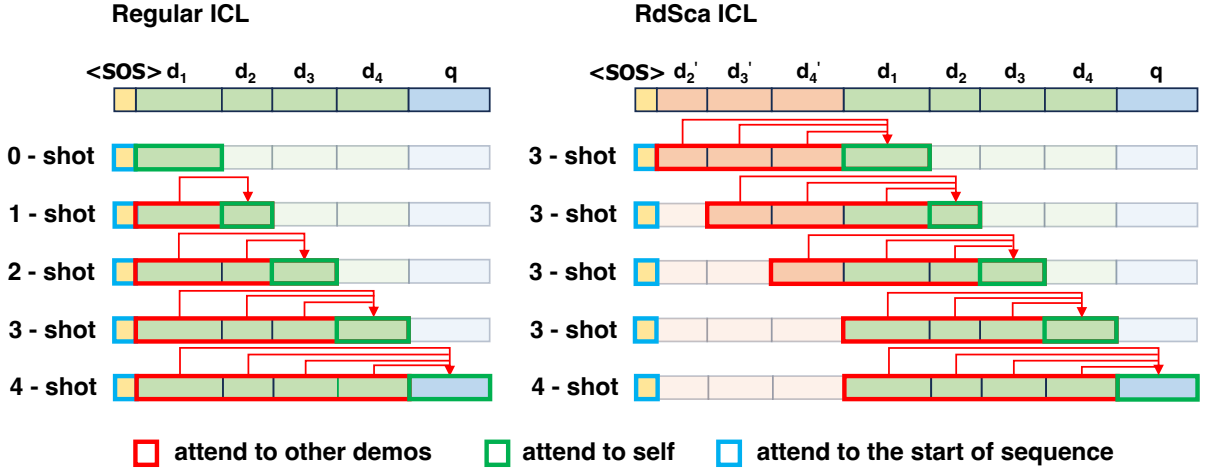 Regular ICL
RdSca ICL
<SOS> d₁ d₂ d₃ d₄ q
<SOS> d₂' d₃' d₄' d₁ d₂ d₃ d₄ q
0 - shot
3 - shot
1 - shot
3 - shot
2 - shot
3 - shot
3 - shot
3 - shot
4 - shot
4 - shot
attend to other demos attend to self attend to the start of sequence